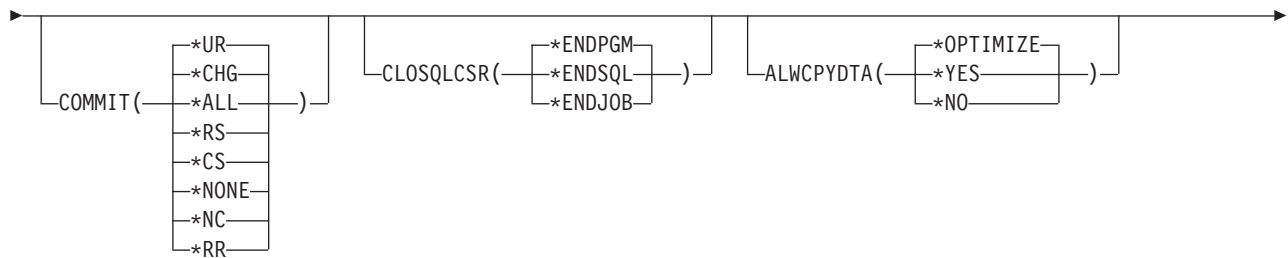 COMMIT( *UR )
*CHG
*ALL
*RS
*CS
*NONE
*NC
*RR
CLOSQLCSR( *ENDPGM )
*ENDSQL
*ENDJOB
ALWCPYDTA( *OPTIMIZE )
*YES
*NO